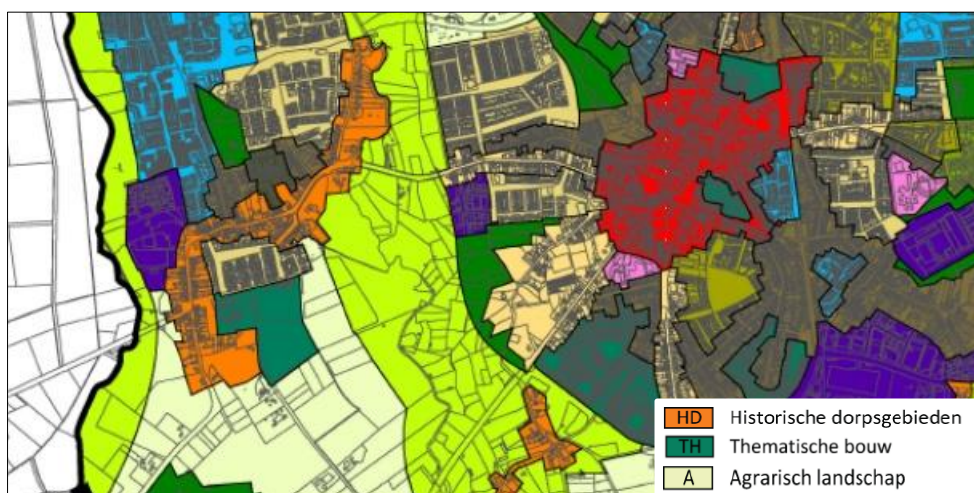 HD Historische dorpsgebieden
TH Thematische bouw
A Agrarisch landschap